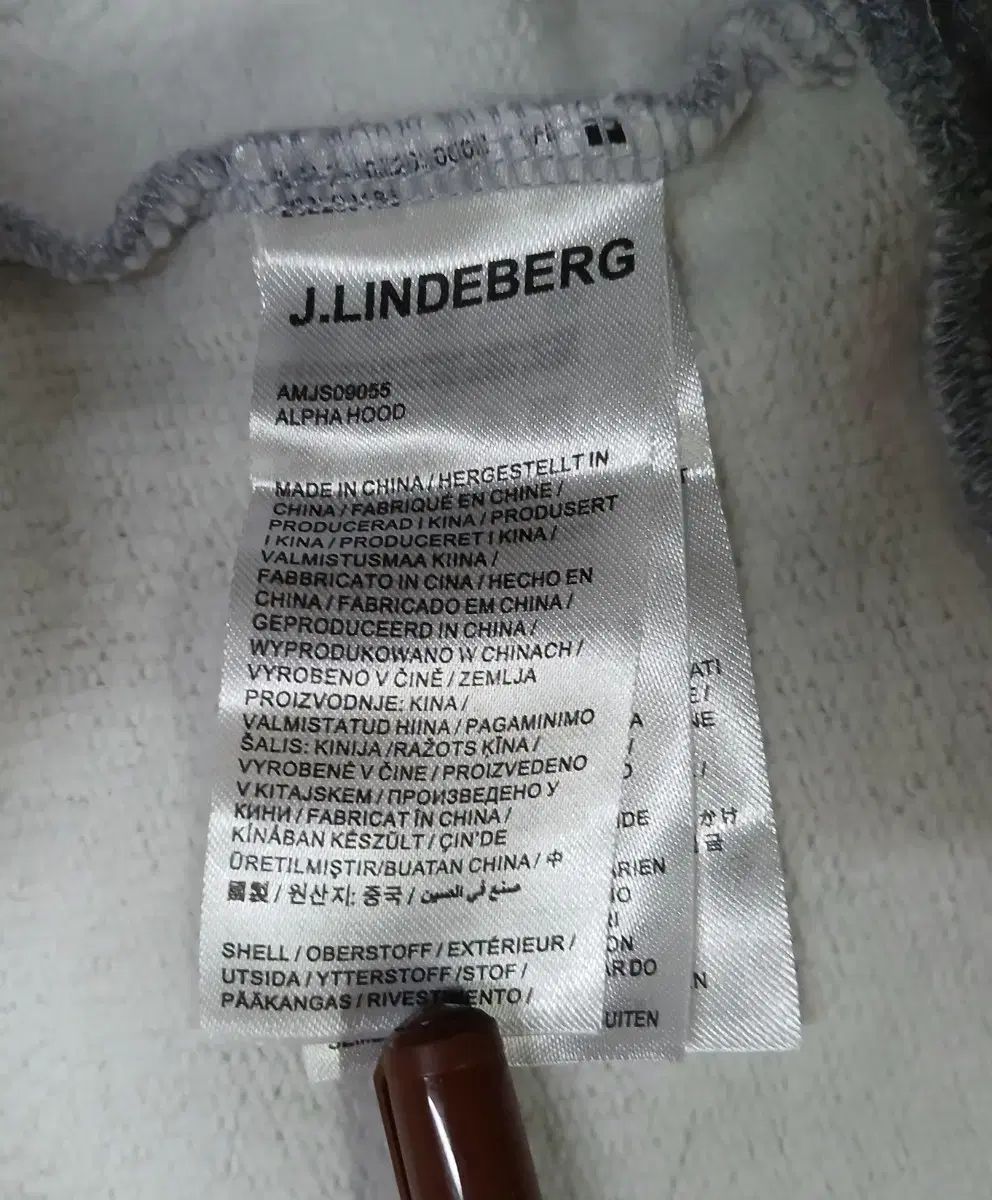 J.LINDEBERG
AMJS09055
ALPHA HOOD
MADE IN CHINA / HERGESTELLT IN
CHINA / FABRIQUÉ EN CHINE /
PRODUCERAD I KINA / PRODUSERT
I KINA / PRODUCERET I KINA /
VALMISTUSMAA KIINA /
FABBRICATO IN CINA / HECHO EN
CHINA / FABRICADO EM CHINA /
GEPRODUCEERD IN CHINA /
WYPRODUKOWANO W CHINACH /
VYROBENO V ČINĚ / ZEMLJA
PROIZVODNJE: KINA /
VALMISTATUD HIINA / PAGAMINIMO
ŠALIS: KINIJA /RAŽOTS KĪNA /
VYROBENÉ V ČINE / PROIZVEDENO
V KITAJSKEM / ПРОИЗВЕДЕНО У
КИНИ / FABRICAT ÎN CHINA /
KÍNÁBAN KÉSZÜLT / ÇIN'DE
ÜRETILMIŞTIR/BUATAN CHINA / 中
國製 / 원산지: 중국 / صنع في الصين
SHELL / OBERSTOFF / EXTÉRIEUR /
UTSIDA / YTTERSTOFF /STOF /
PÄÄKANGAS /